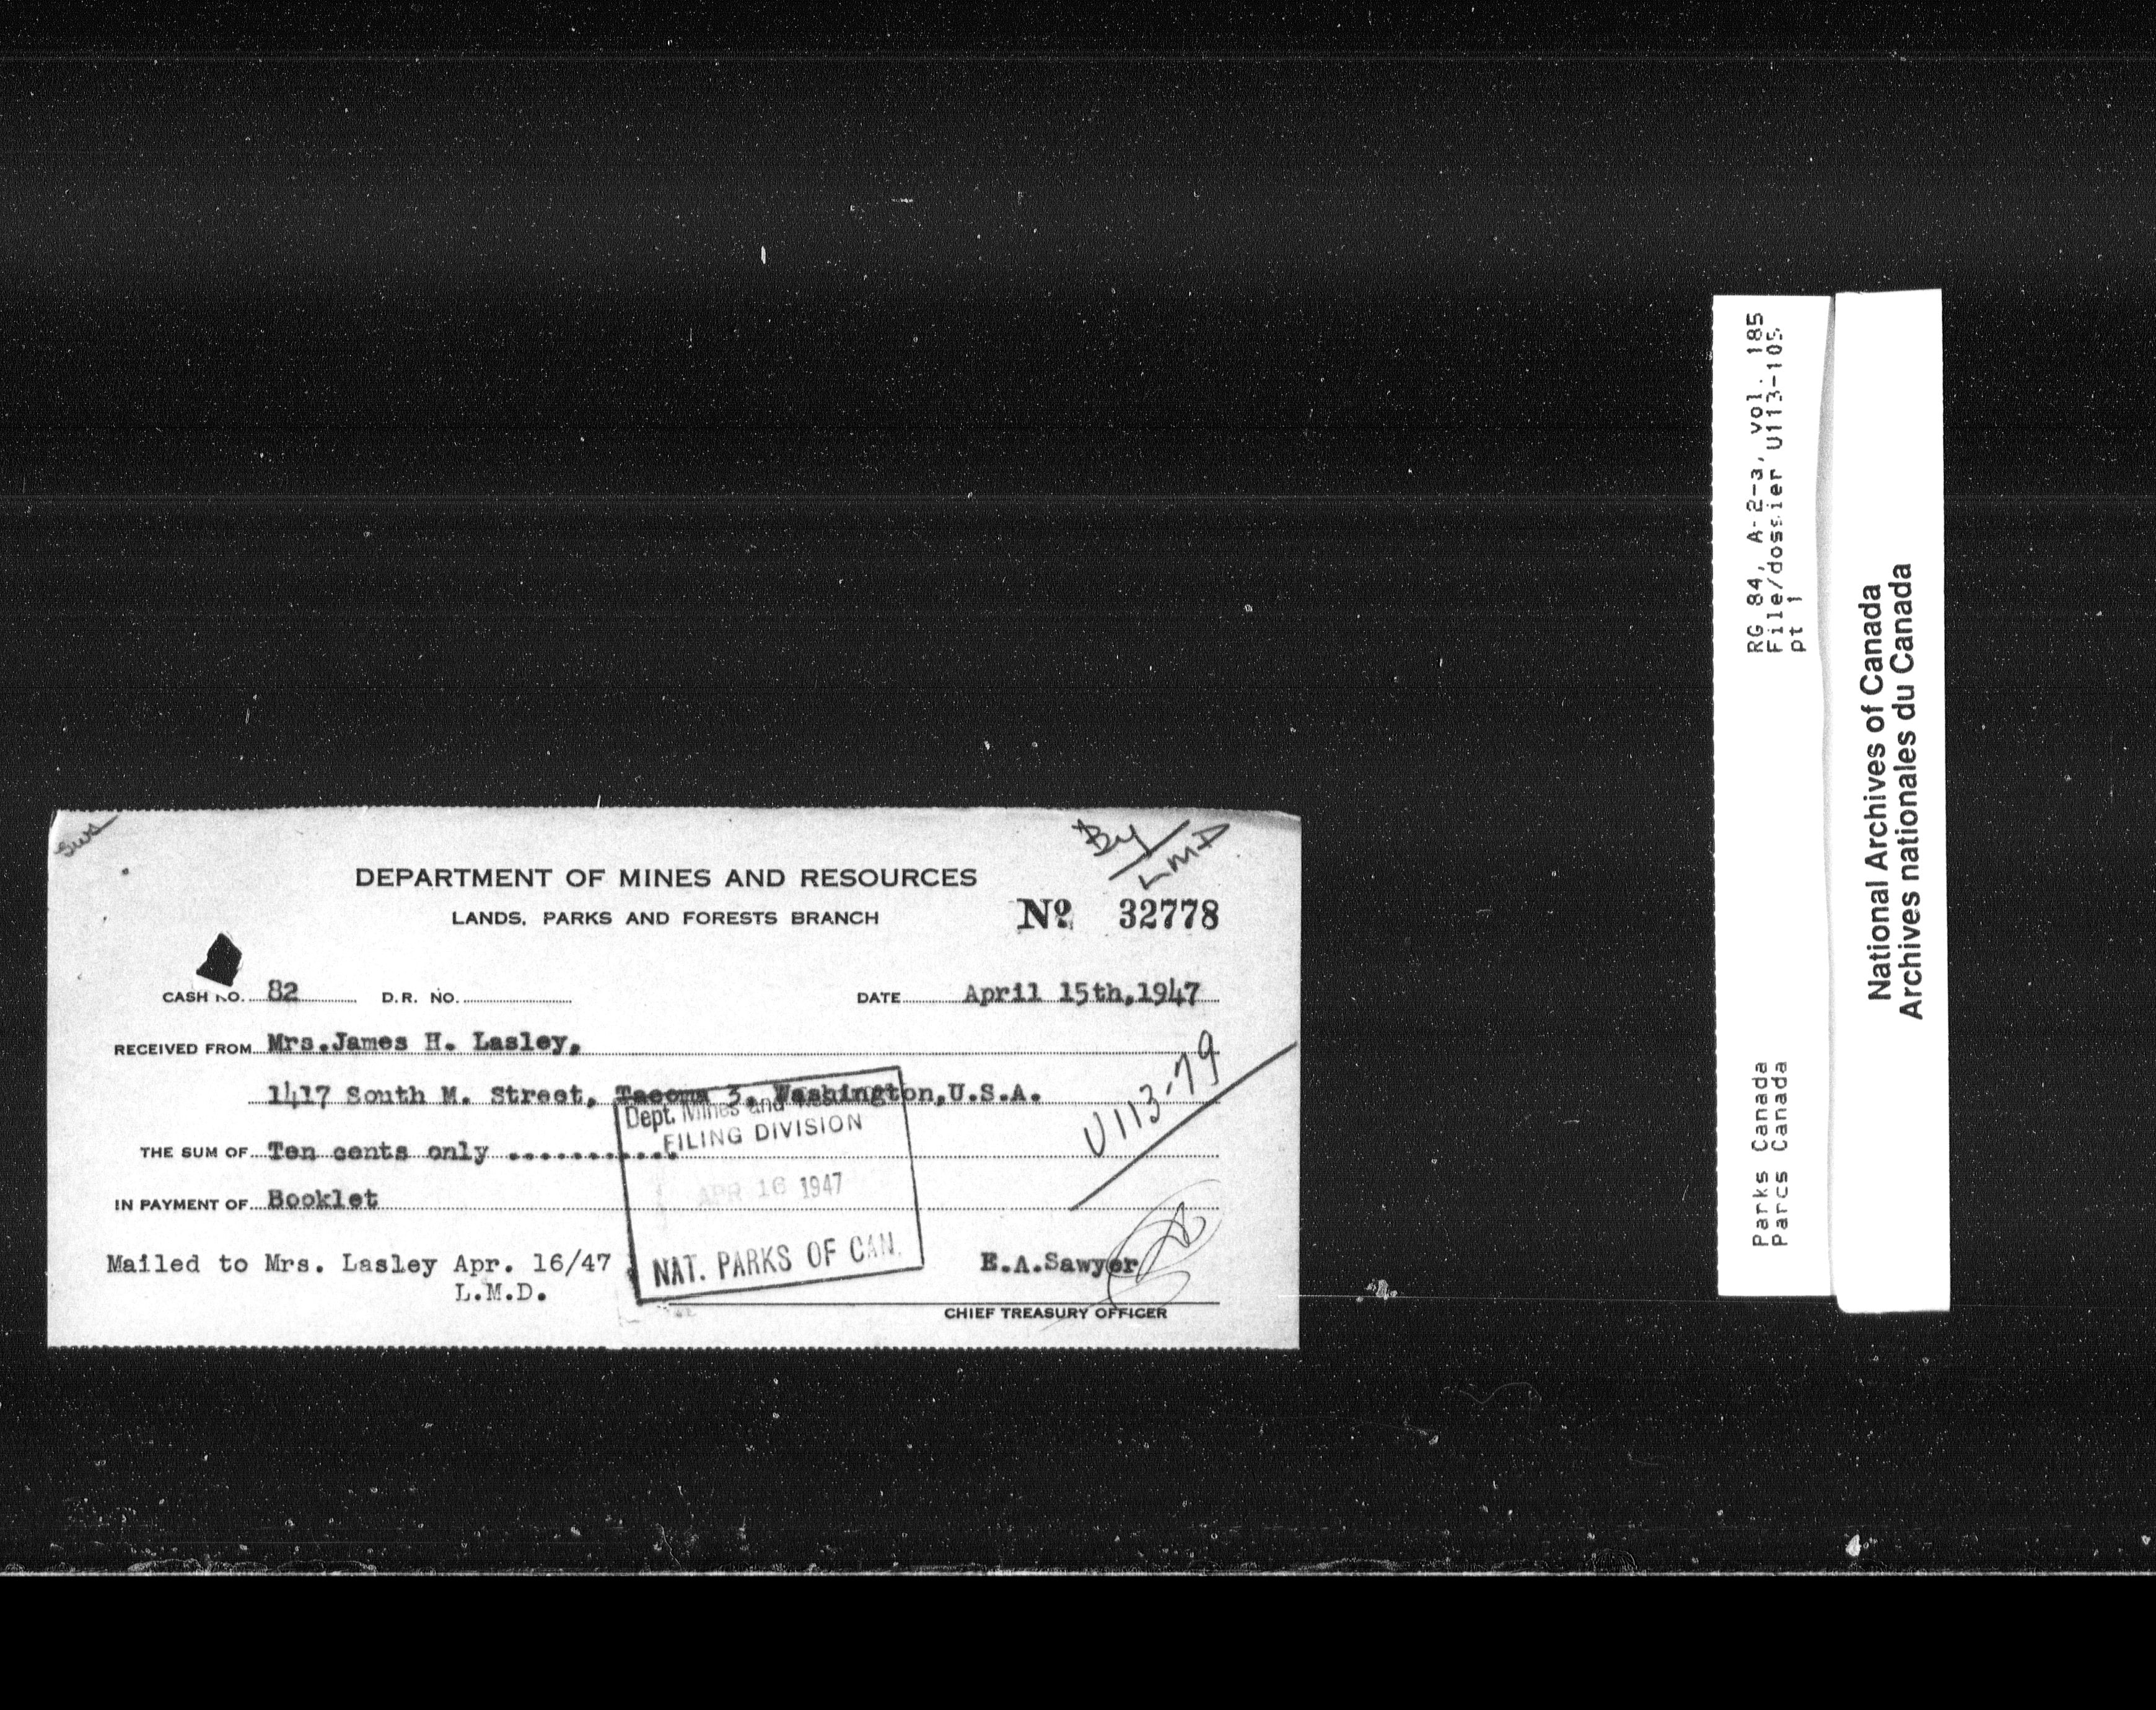 sws
By
LMD
DEPARTMENT OF MINES AND RESOURCES
LANDS, PARKS AND FORESTS BRANCH
Nº 32778
CASH NO. 82 D.R. NO. DATE April 15th,1947
RECEIVED FROM Mrs.James H. Lasley,
1417 South M. Street, Tacoma 3, Washington,U.S.A.
THE SUM OF Ten cents only ............
IN PAYMENT OF Booklet
U113-79
Dept. Mines and
FILING DIVISION
APR 16 1947
NAT. PARKS OF CAN.
Mailed to Mrs. Lasley Apr. 16/47
L.M.D.
E.A.Sawyer
CHIEF TREASURY OFFICER
RG 84, A-2-a, vol. 185
File/dossier U113-109
pt 1
Parks Canada
Parcs Canada
National Archives of Canada
Archives nationales du Canada